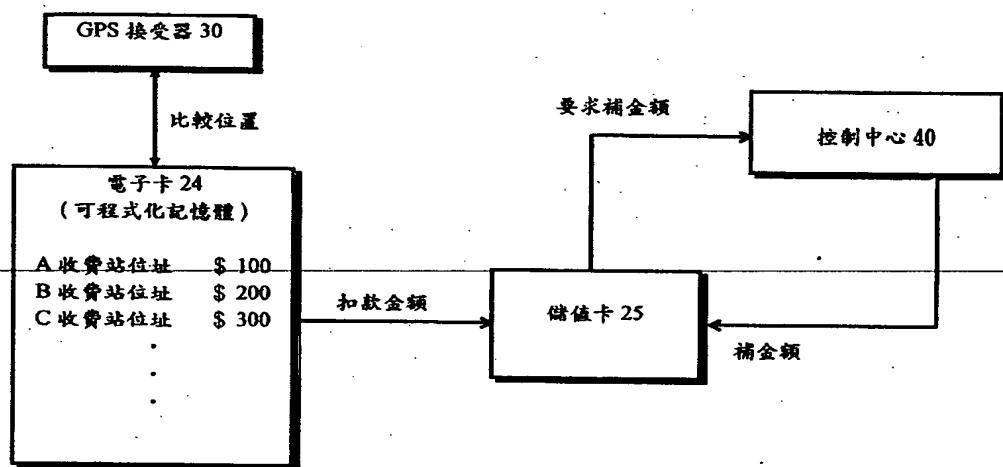 GPS 接受器 30
比較位置
電子卡 24
(可程式化記憶體)
A 收費站位址 $ 100
B 收費站位址 $ 200
C 收費站位址 $ 300
扣款金額
要求補金額
控制中心 40
儲值卡 25
補金額